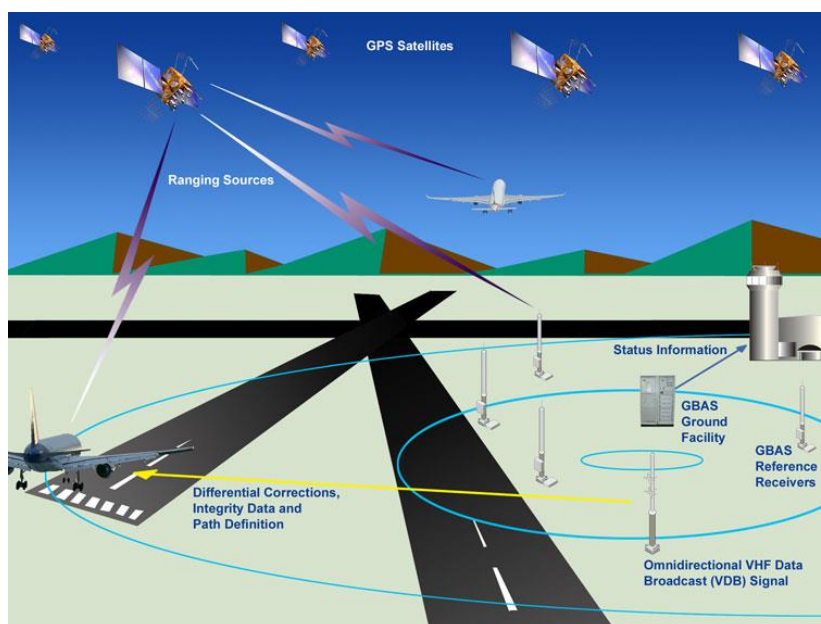 GPS Satellites
Ranging Sources
Status Information
GBAS
Ground
Facility
GBAS
Reference
Receivers
Differential Corrections,
Integrity Data and
Path Definition
Omnidirectional VHF Data
Broadcast (VDB) Signal